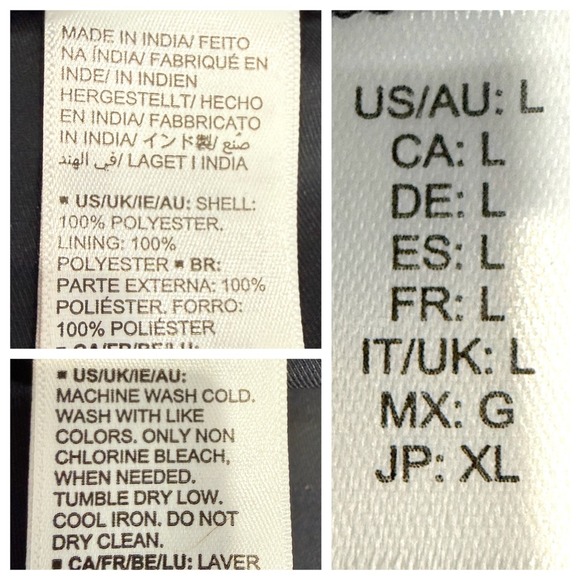 MADE IN INDIA/ FEITO
NA ÍNDIA/ FABRIQUÉ EN
INDE/ IN INDIEN
HERGESTELLT/ HECHO
EN INDIA/ FABBRICATO
IN INDIA/ インド製/ صنع
في الهند/ LAGET I INDIA
▪ US/UK/IE/AU: SHELL:
100% POLYESTER.
LINING: 100%
POLYESTER ▪ BR:
PARTE EXTERNA: 100%
POLIÉSTER. FORRO:
100% POLIÉSTER
▪ CA/FR/BE/LU:
▪ US/UK/IE/AU:
MACHINE WASH COLD.
WASH WITH LIKE
COLORS. ONLY NON
CHLORINE BLEACH,
WHEN NEEDED.
TUMBLE DRY LOW.
COOL IRON. DO NOT
DRY CLEAN.
▪ CA/FR/BE/LU: LAVER
US/AU: L
CA: L
DE: L
ES: L
FR: L
IT/UK: L
MX: G
JP: XL